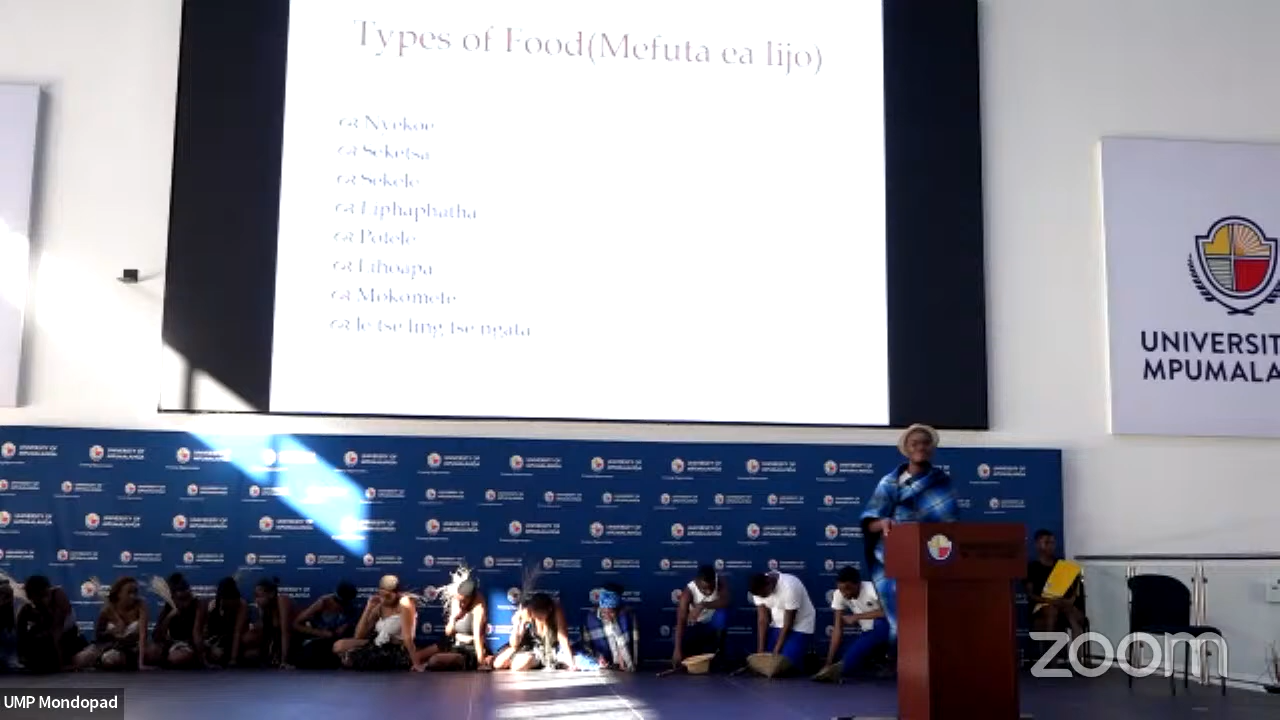 Types of Food(Mefuta ea lijo)
Nyekoe
Seketsa
Sekele
Liphaphatha
Potele
Lihoapa
Mokomete
le tse ling tse ngata
UNIVERSIT
MPUMALA
zoom
UMP Mondopad